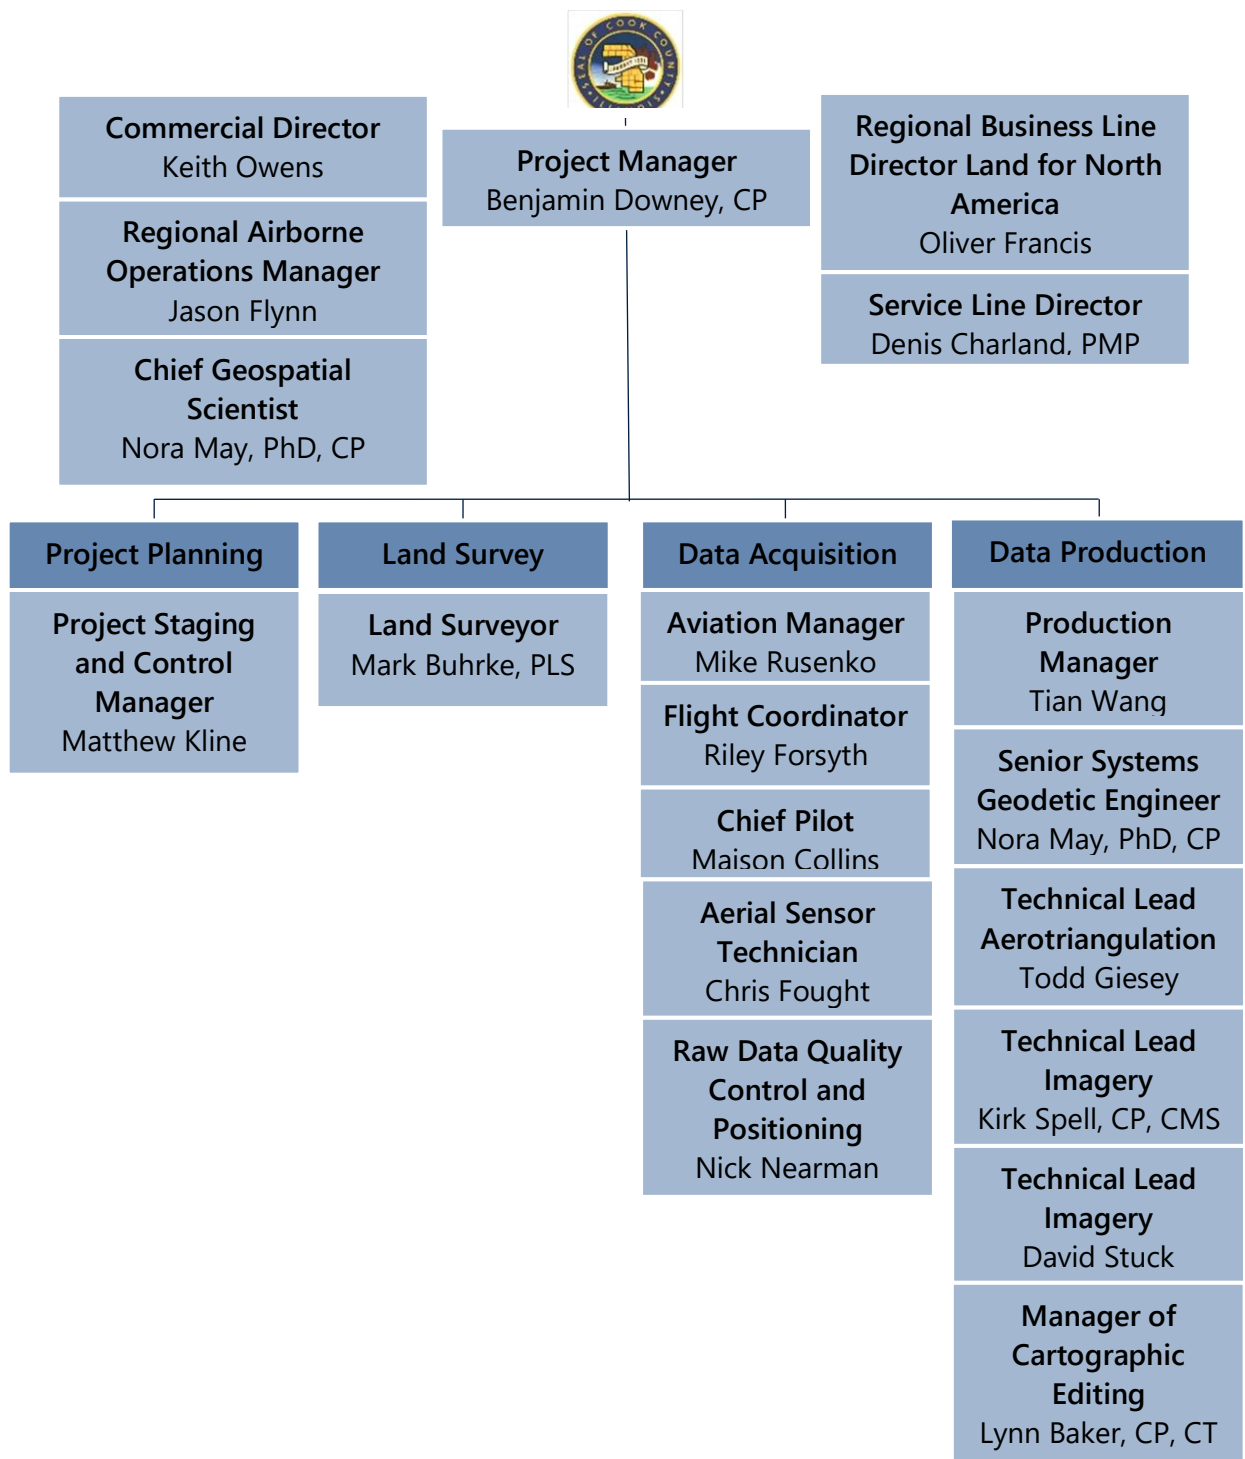 SEAL OF COOK COUNTY
ILLINOIS
Commercial Director
Keith Owens
Regional Airborne
Operations Manager
Jason Flynn
Chief Geospatial
Scientist
Nora May, PhD, CP
Project Manager
Benjamin Downey, CP
Regional Business Line
Director Land for North
America
Oliver Francis
Service Line Director
Denis Charland, PMP
Project Planning
Project Staging
and Control
Manager
Matthew Kline
Land Survey
Land Surveyor
Mark Buhrke, PLS
Data Acquisition
Aviation Manager
Mike Rusenko
Flight Coordinator
Riley Forsyth
Chief Pilot
Maison Collins
Aerial Sensor
Technician
Chris Fought
Raw Data Quality
Control and
Positioning
Nick Nearman
Data Production
Production
Manager
Tian Wang
Senior Systems
Geodetic Engineer
Nora May, PhD, CP
Technical Lead
Aerotriangulation
Todd Giesey
Technical Lead
Imagery
Kirk Spell, CP, CMS
Technical Lead
Imagery
David Stuck
Manager of
Cartographic
Editing
Lynn Baker, CP, CT